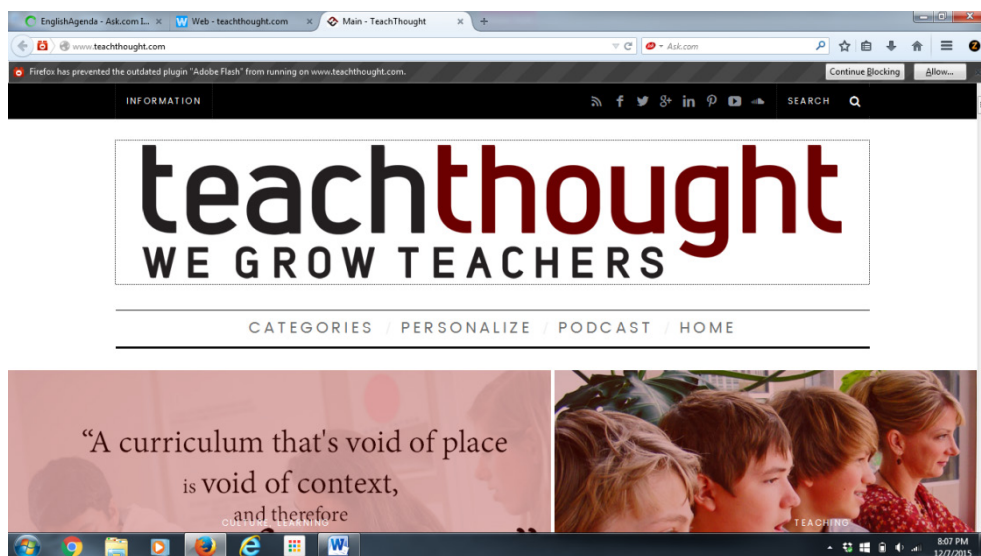 EnglishAgenda - Ask.com I...
Web - teachthought.com
Main - TeachThought
www.teachthought.com
Ask.com
Firefox has prevented the outdated plugin "Adobe Flash" from running on www.teachthought.com.
Continue Blocking
Allow...
INFORMATION
SEARCH
teachthought
WE GROW TEACHERS
CATEGORIES / PERSONALIZE / PODCAST / HOME
“A curriculum that's void of place
is void of context,
and therefore
CULTURE, LEARNING
TEACHING
8:07 PM
12/7/2015